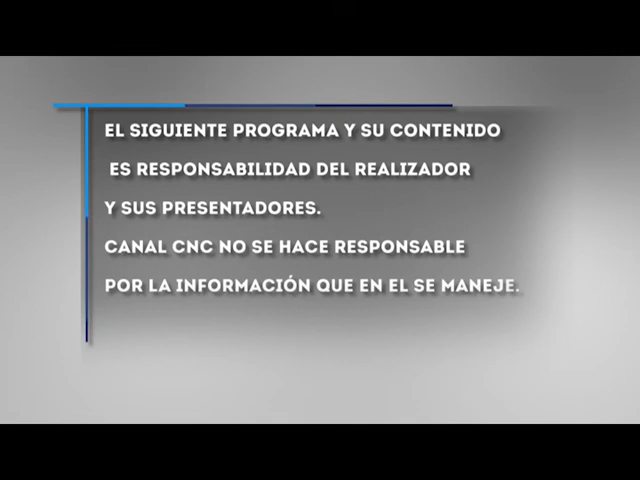 EL SIGUIENTE PROGRAMA Y SU CONTENIDO
ES RESPONSABILIDAD DEL REALIZADOR
Y SUS PRESENTADORES.
CANAL CNC NO SE HACE RESPONSABLE
POR LA INFORMACIÓN QUE EN EL SE MANEJE.